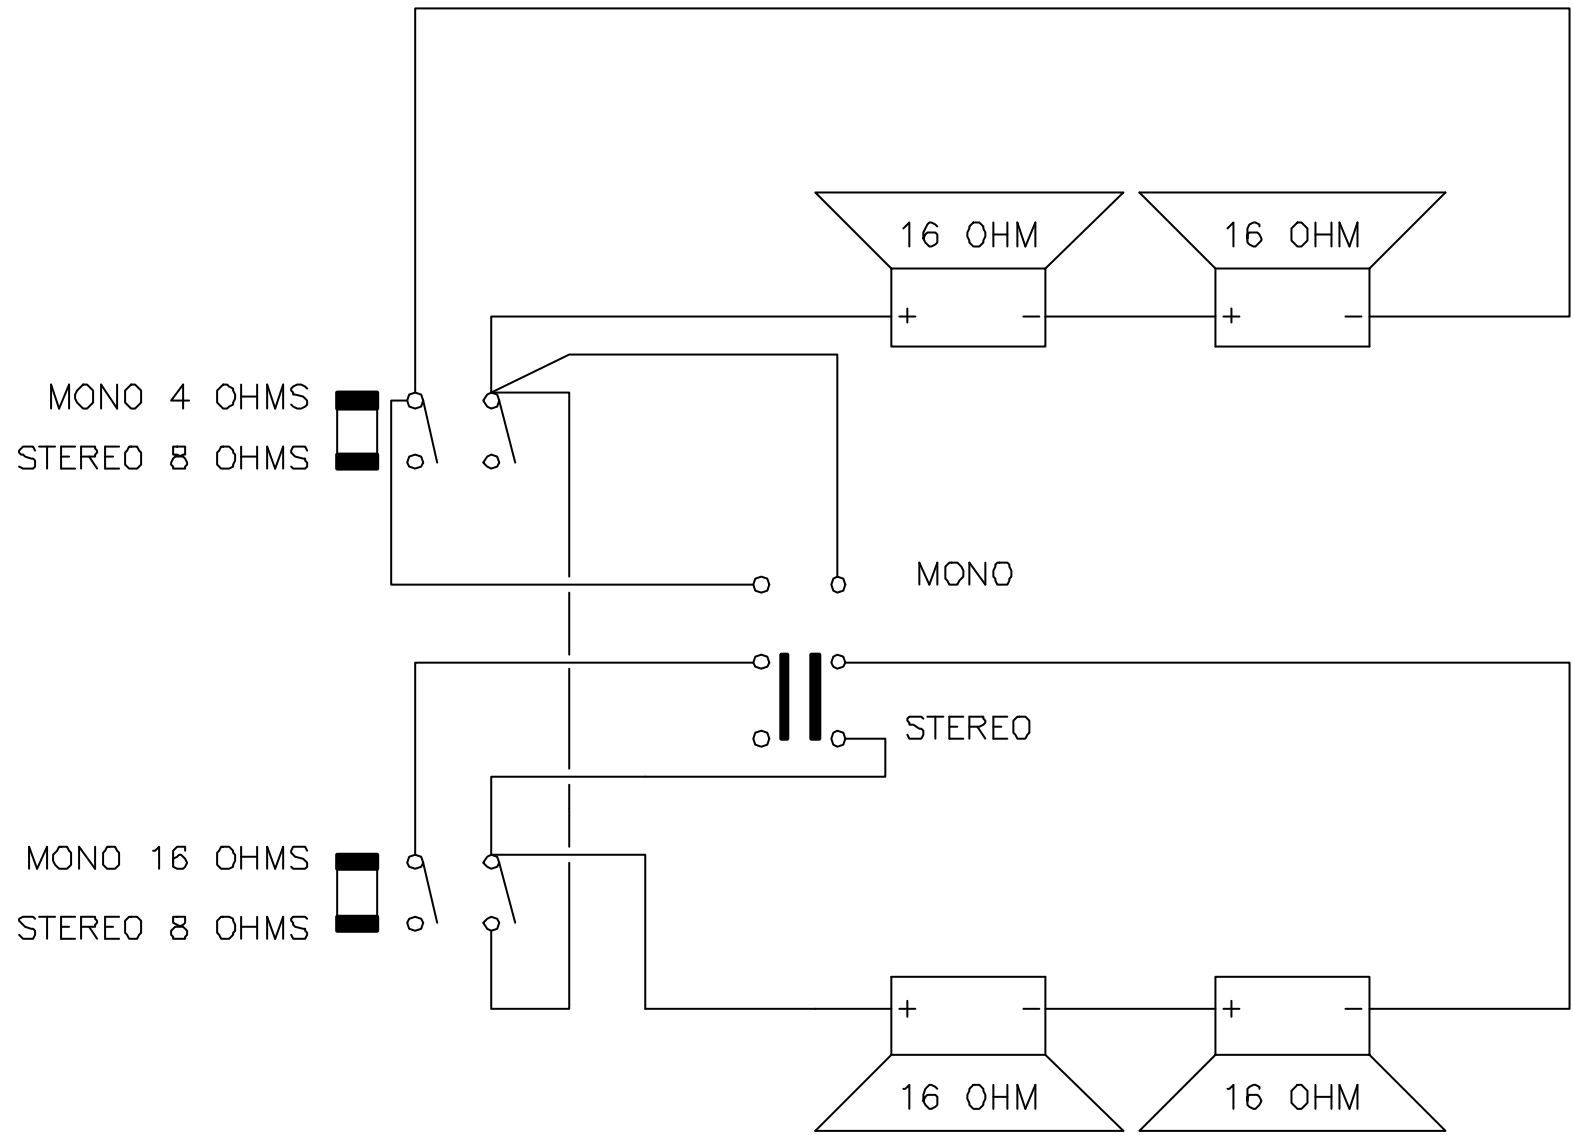 16 OHM
16 OHM
+
−
+
−
MONO 4 OHMS
STEREO 8 OHMS
MONO
STEREO
MONO 16 OHMS
STEREO 8 OHMS
+
−
+
−
16 OHM
16 OHM